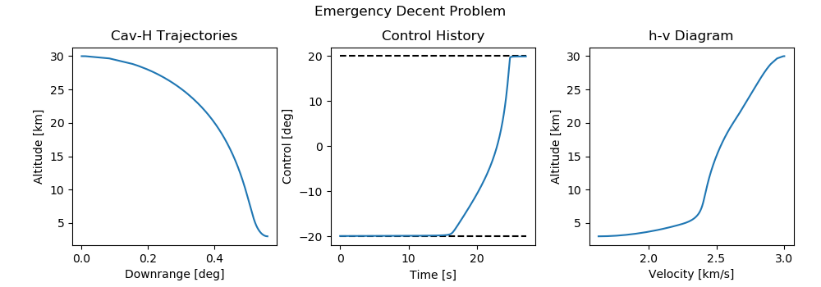 Emergency Decent Problem
Cav-H Trajectories
Altitude [km]
30
25
20
15
10
5
0.0 0.2 0.4
Downrange [deg]
Control History
Control [deg]
20
10
0
−10
−20
0 10 20
Time [s]
h-v Diagram
Altitude [km]
30
25
20
15
10
5
2.0 2.5 3.0
Velocity [km/s]